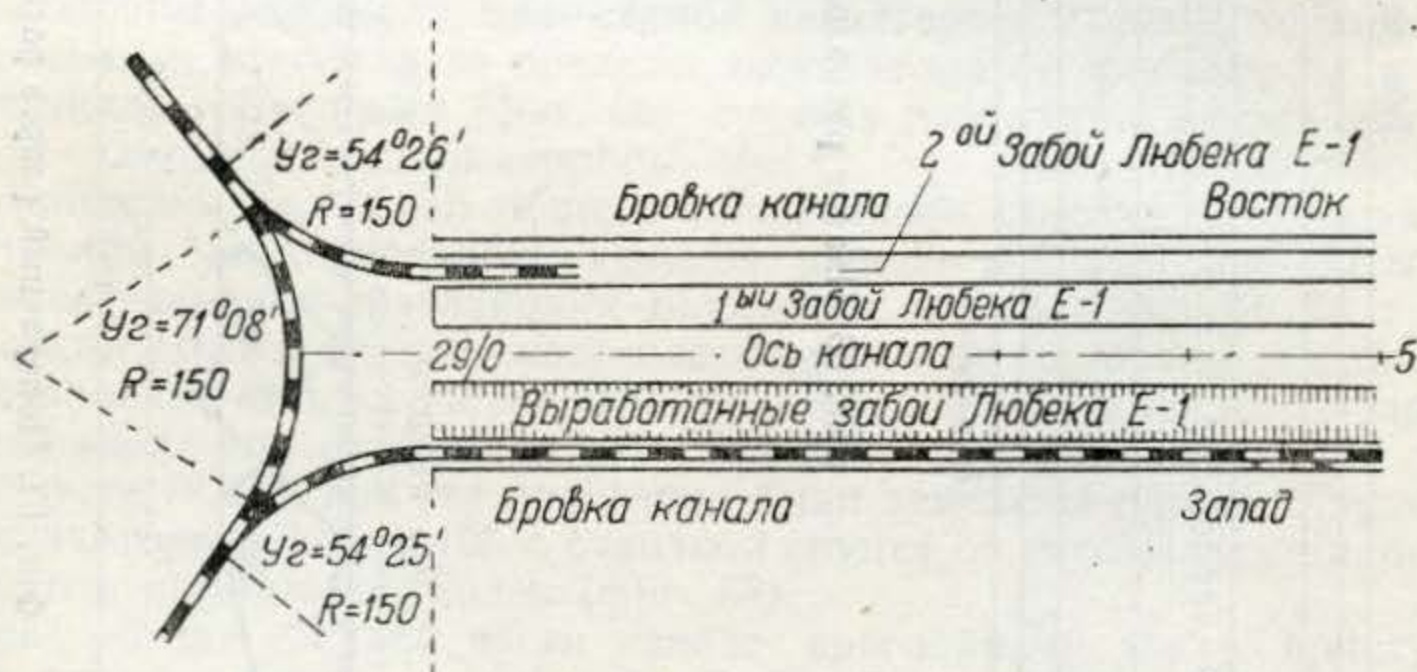 Уг=54°26′
R=150
2ой Забой Любека Е-1
Бровка канала
Восток
1ый Забой Любека Е-1
Уг=71°08′
R=150
29/0
Ось канала
5
Выработанные забои Любека Е-1
Бровка канала
Запад
Уг=54°25′
R=150